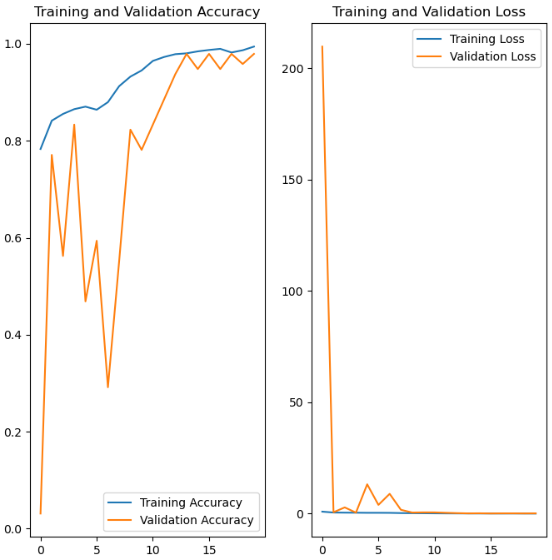 Training and Validation Accuracy
1.0
0.8
0.6
0.4
0.2
0.0
0 5 10 15
Training Accuracy
Validation Accuracy
Training and Validation Loss
200
150
100
50
0
0 5 10 15
Training Loss
Validation Loss